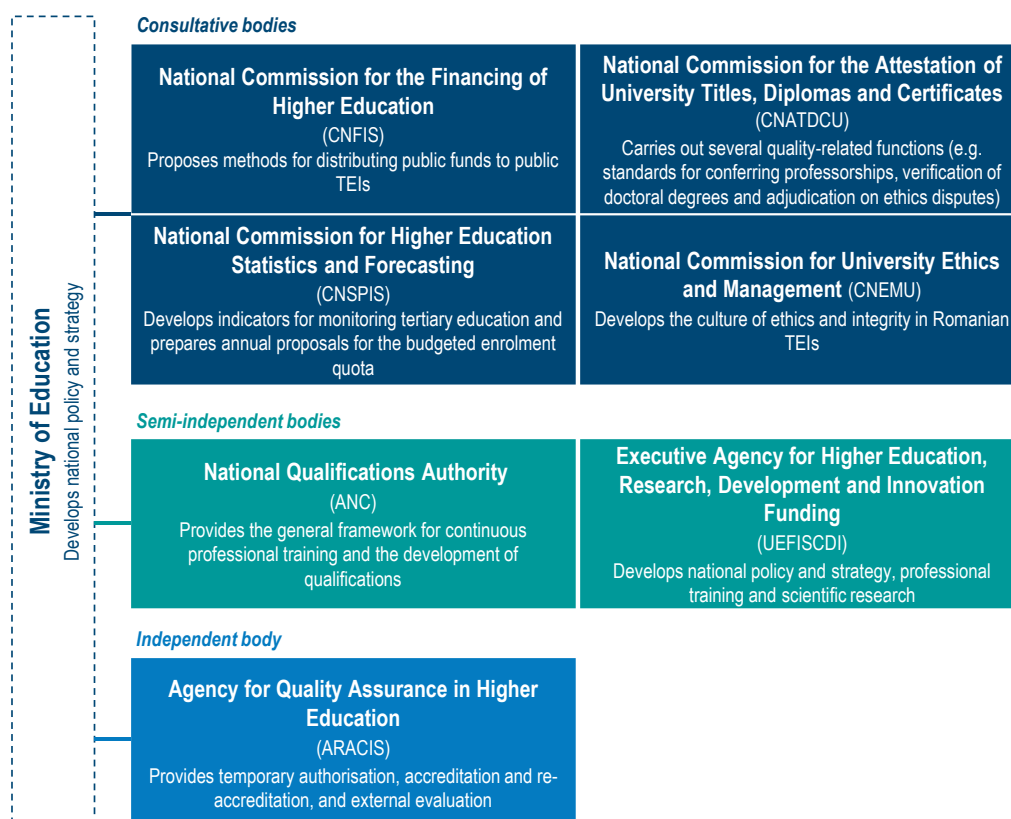 Ministry of Education
Develops national policy and strategy
Consultative bodies
National Commission for the Financing of
Higher Education
(CNFIS)
Proposes methods for distributing public funds to public
TEIs
National Commission for the Attestation of
University Titles, Diplomas and Certificates
(CNATDCU)
Carries out several quality-related functions (e.g.
standards for conferring professorships, verification of
doctoral degrees and adjudication on ethics disputes)
National Commission for Higher Education
Statistics and Forecasting
(CNSPIS)
Develops indicators for monitoring tertiary education and
prepares annual proposals for the budgeted enrolment
quota
National Commission for University Ethics
and Management (CNEMU)
Develops the culture of ethics and integrity in Romanian
TEIs
Semi-independent bodies
National Qualifications Authority
(ANC)
Provides the general framework for continuous
professional training and the development of
qualifications
Executive Agency for Higher Education,
Research, Development and Innovation
Funding
(UEFISCDI)
Develops national policy and strategy, professional
training and scientific research
Independent body
Agency for Quality Assurance in Higher
Education
(ARACIS)
Provides temporary authorisation, accreditation and re-
accreditation, and external evaluation